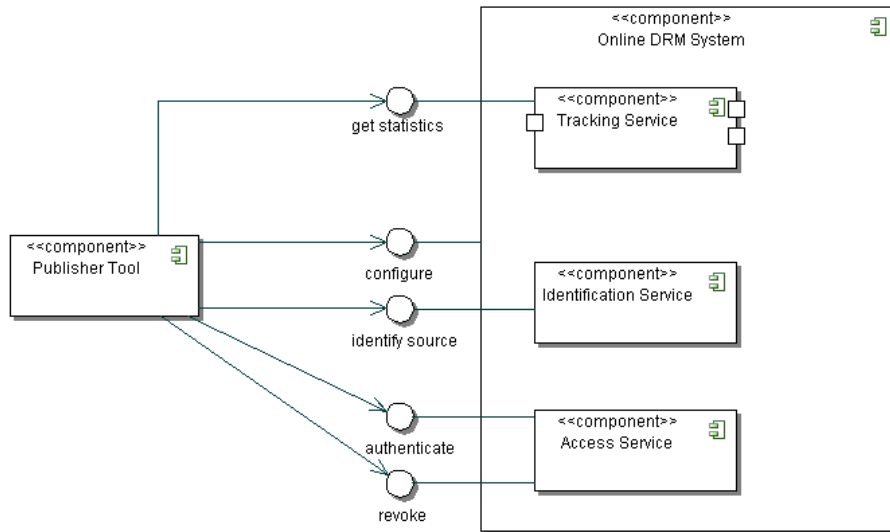 <<component>>
Online DRM System
<<component>>
Tracking Service
get statistics
<<component>>
Publisher Tool
configure
<<component>>
Identification Service
identify source
<<component>>
Access Service
authenticate
revoke